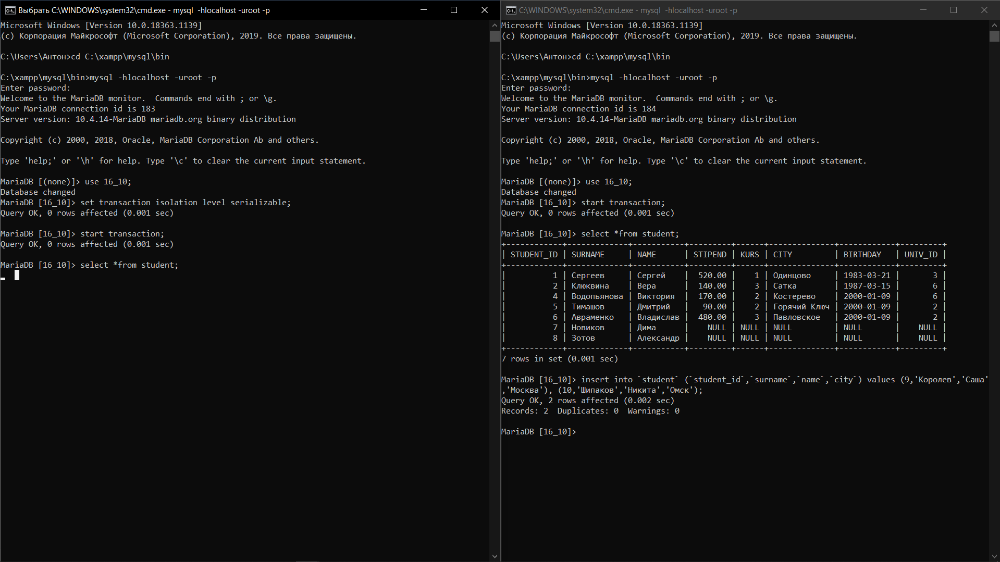 Выбрать C:\WINDOWS\system32\cmd.exe - mysql  -hlocalhost -uroot -p
Microsoft Windows [Version 10.0.18363.1139]
(c) Корпорация Майкрософт (Microsoft Corporation), 2019. Все права защищены.
C:\Users\Антон>cd C:\xampp\mysql\bin
C:\xampp\mysql\bin>mysql -hlocalhost -uroot -p
Enter password:
Welcome to the MariaDB monitor.  Commands end with ; or \g.
Your MariaDB connection id is 183
Server version: 10.4.14-MariaDB mariadb.org binary distribution
Copyright (c) 2000, 2018, Oracle, MariaDB Corporation Ab and others.
Type 'help;' or '\h' for help. Type '\c' to clear the current input statement.
MariaDB [(none)]> use 16_10;
Database changed
MariaDB [16_10]> set transaction isolation level serializable;
Query OK, 0 rows affected (0.001 sec)
MariaDB [16_10]> start transaction;
Query OK, 0 rows affected (0.001 sec)
MariaDB [16_10]> select *from student;
C:\WINDOWS\system32\cmd.exe - mysql  -hlocalhost -uroot -p
Microsoft Windows [Version 10.0.18363.1139]
(c) Корпорация Майкрософт (Microsoft Corporation), 2019. Все права защищены.
C:\Users\Антон>cd C:\xampp\mysql\bin
C:\xampp\mysql\bin>mysql -hlocalhost -uroot -p
Enter password:
Welcome to the MariaDB monitor.  Commands end with ; or \g.
Your MariaDB connection id is 184
Server version: 10.4.14-MariaDB mariadb.org binary distribution
Copyright (c) 2000, 2018, Oracle, MariaDB Corporation Ab and others.
Type 'help;' or '\h' for help. Type '\c' to clear the current input statement.
MariaDB [(none)]> use 16_10;
Database changed
MariaDB [16_10]> start transaction;
Query OK, 0 rows affected (0.001 sec)
MariaDB [16_10]> select *from student;
+------------+-------------+-----------+---------+------+--------------+------------+---------+
| STUDENT_ID | SURNAME     | NAME      | STIPEND | KURS | CITY         | BIRTHDAY   | UNIV_ID |
+------------+-------------+-----------+---------+------+--------------+------------+---------+
|          1 | Сергеев     | Сергей    |  520.00 |    1 | Одинцово     | 1983-03-21 |       3 |
|          2 | Клюквина    | Вера      |  140.00 |    3 | Сатка        | 1987-03-15 |       6 |
|          4 | Водопьянова | Виктория  |  170.00 |    2 | Костерево    | 2000-01-09 |       6 |
|          5 | Тимашов     | Дмитрий   |   90.00 |    2 | Горячий Ключ | 2000-01-09 |       2 |
|          6 | Авраменко   | Владислав |  480.00 |    3 | Павловское   | 2000-01-09 |       2 |
|          7 | Новиков     | Дима      |    NULL | NULL | NULL         | NULL       |    NULL |
|          8 | Зотов       | Александр |    NULL | NULL | NULL         | NULL       |    NULL |
+------------+-------------+-----------+---------+------+--------------+------------+---------+
7 rows in set (0.001 sec)
MariaDB [16_10]> insert into `student` (`student_id`,`surname`,`name`,`city`) values (9,'Королев','Саша'
,'Москва'), (10,'Шипаков','Никита','Омск');
Query OK, 2 rows affected (0.002 sec)
Records: 2  Duplicates: 0  Warnings: 0
MariaDB [16_10]>